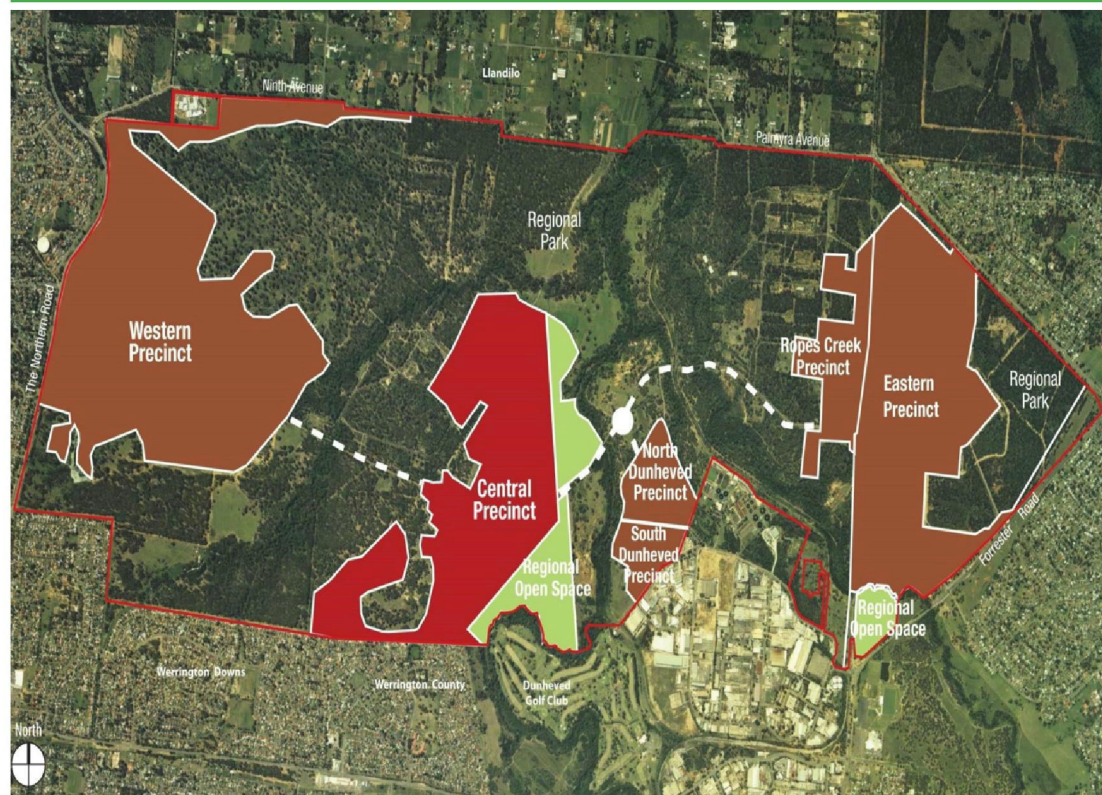 Ninth Avenue
Llandilo
Palmyra Avenue
Regional
Park
The Northern Road
Western
Precinct
Ropes Creek
Precinct
Eastern
Precinct
Regional
Park
North
Dunheved
Precinct
Central
Precinct
South
Dunheved
Precinct
Forrester Road
Regional
Open Space
Regional
Open Space
Werrington Downs
Werrington County
Dunheved
Golf Club
North